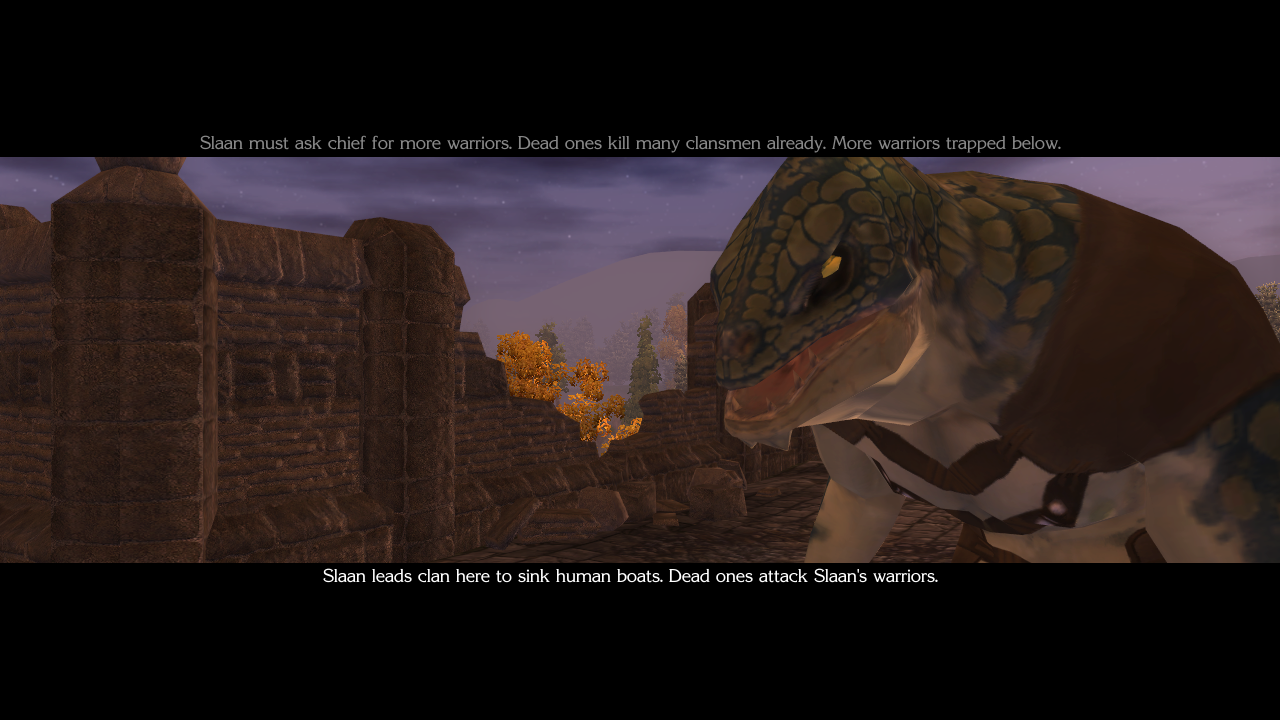 Slaan must ask chief for more warriors. Dead ones kill many clansmen already. More warriors trapped below.
Slaan leads clan here to sink human boats. Dead ones attack Slaan's warriors.